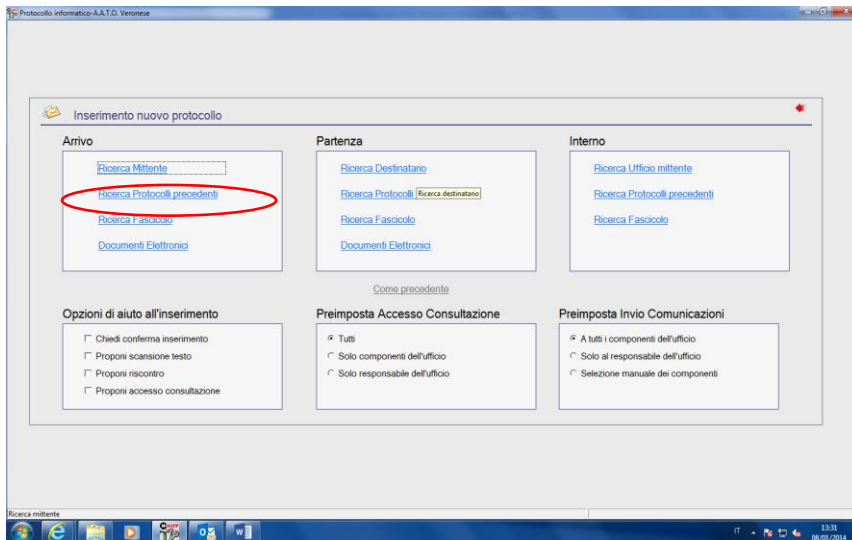 Protocollo informatico-A.A.T.O. Veronese
Inserimento nuovo protocollo
Arrivo
Ricerca Mittente
Ricerca Protocolli precedenti
Ricerca Fascicolo
Documenti Elettronici
Partenza
Ricerca Destinatario
Ricerca Protocolli
Ricerca destinatario
Ricerca Fascicolo
Documenti Elettronici
Interno
Ricerca Ufficio mittente
Ricerca Protocolli precedenti
Ricerca Fascicolo
Come precedente
Opzioni di aiuto all'inserimento
Chiedi conferma inserimento
Proponi scansione testo
Proponi riscontro
Proponi accesso consultazione
Preimposta Accesso Consultazione
Tutti
Solo componenti dell'ufficio
Solo responsabile dell'ufficio
Preimposta Invio Comunicazioni
A tutti i componenti dell'ufficio
Solo al responsabile dell'ufficio
Selezione manuale dei componenti
Ricerca mittente
IT
13:31
08/01/2014